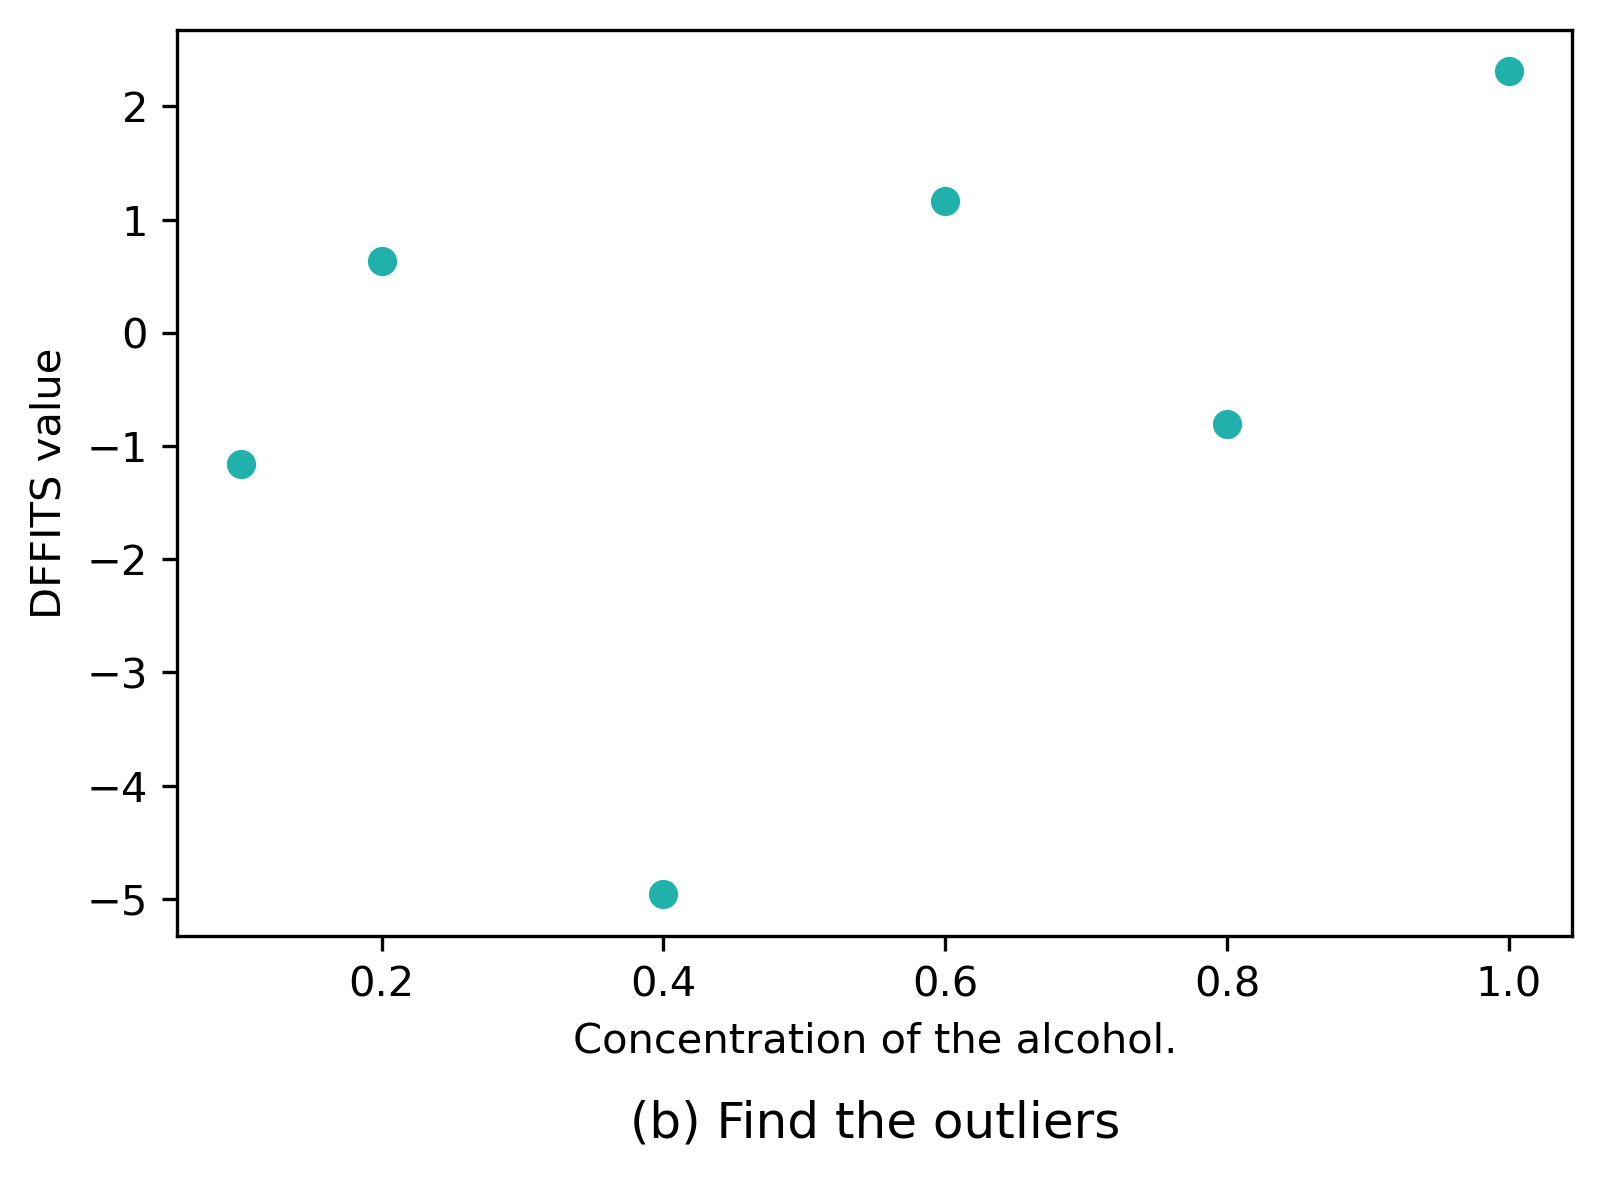 2
1
0
−1
−2
−3
−4
−5
DFFITS value
0.2 0.4 0.6 0.8 1.0
Concentration of the alcohol.
(b) Find the outliers